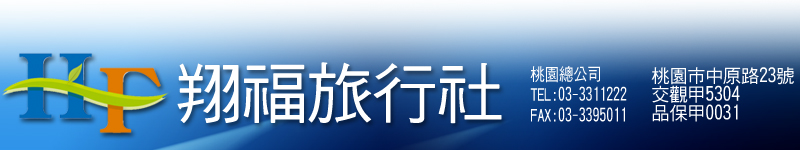 HF
翔福旅行社
桃園總公司
TEL:03-3311222
FAX:03-3395011
桃園市中原路23號
交觀甲5304
品保甲0031